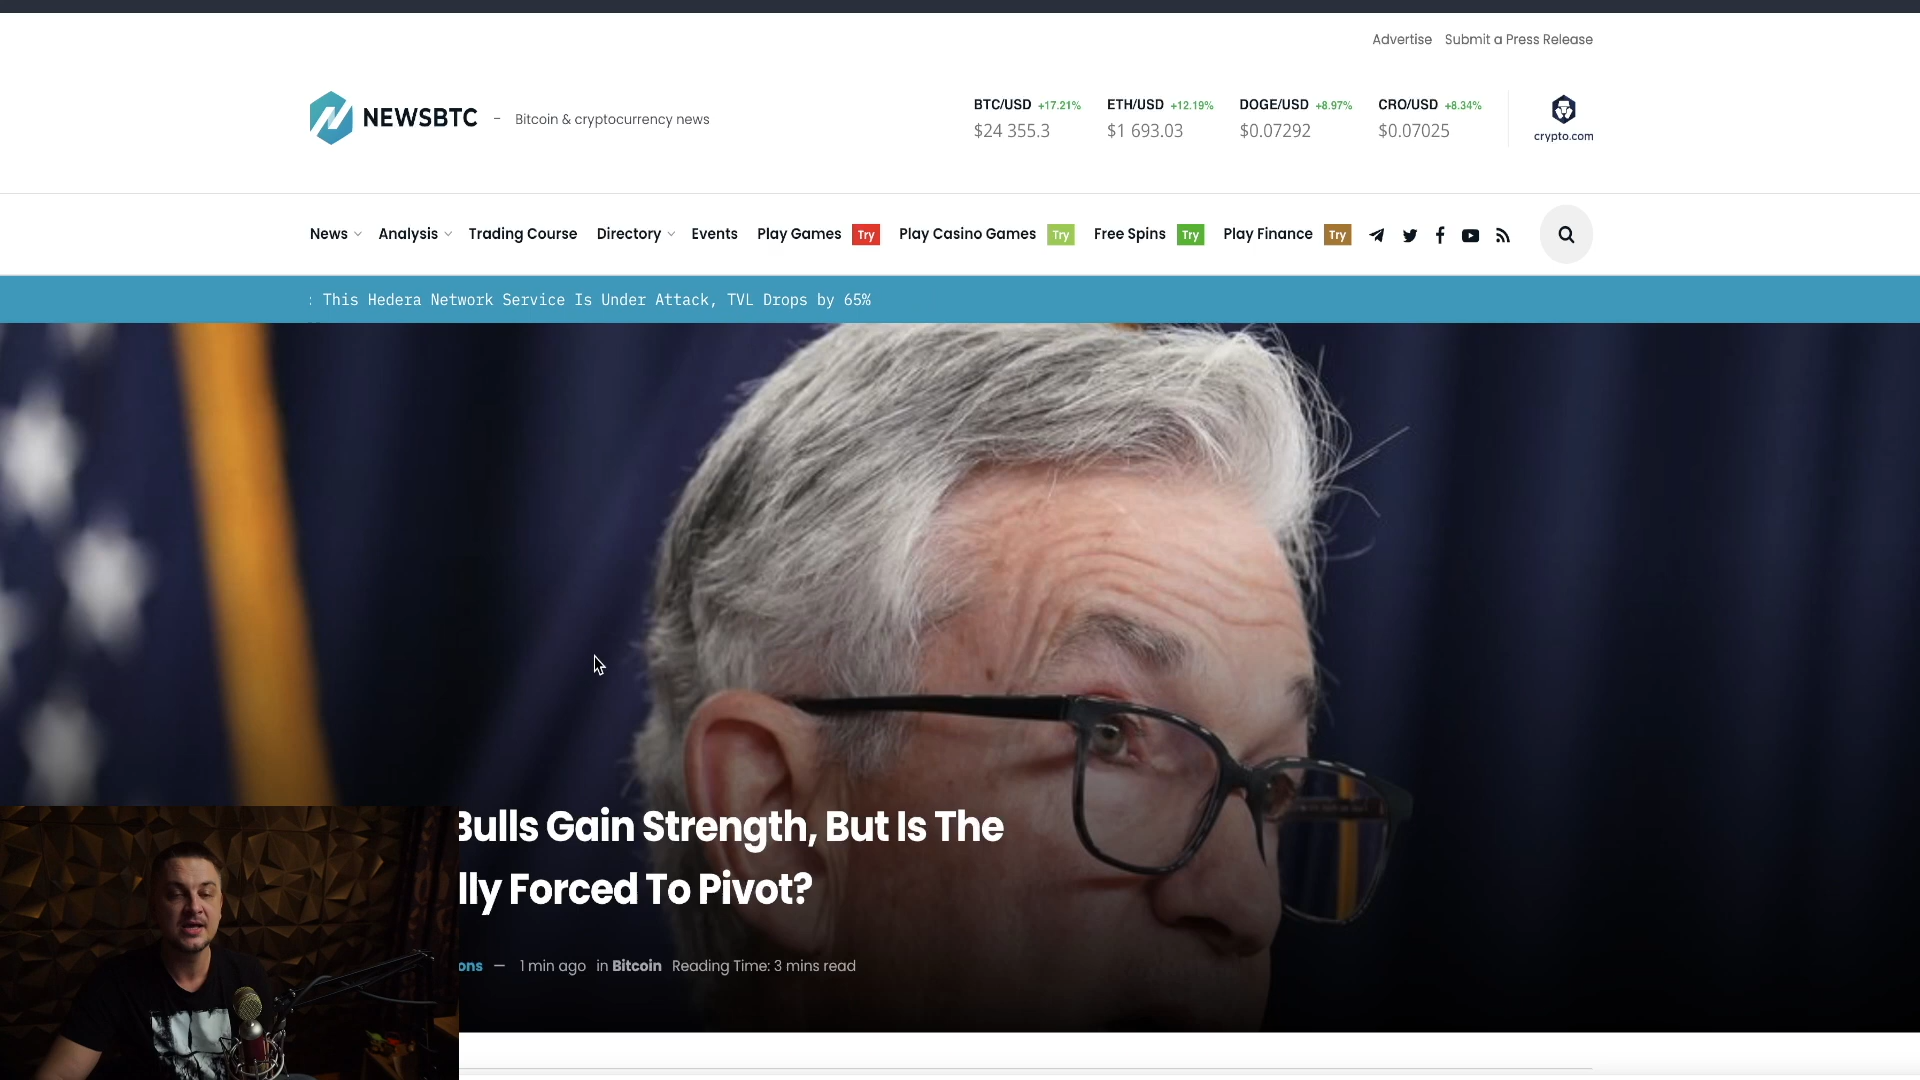 Advertise Submit a Press Release
NEWSBTC - Bitcoin & cryptocurrency news
BTC/USD +17.21% ETH/USD +12.19% DOGE/USD +8.97% CRO/USD +8.34%
$24 355.3 $1 693.03 $0.07292 $0.07025
crypto.com
News Analysis Trading Course Directory Events Play Games Try Play Casino Games Try Free Spins Try Play Finance Try
: This Hedera Network Service Is Under Attack, TVL Drops by 65%
Bulls Gain Strength, But Is The
lly Forced To Pivot?
ons — 1 min ago in Bitcoin Reading Time: 3 mins read